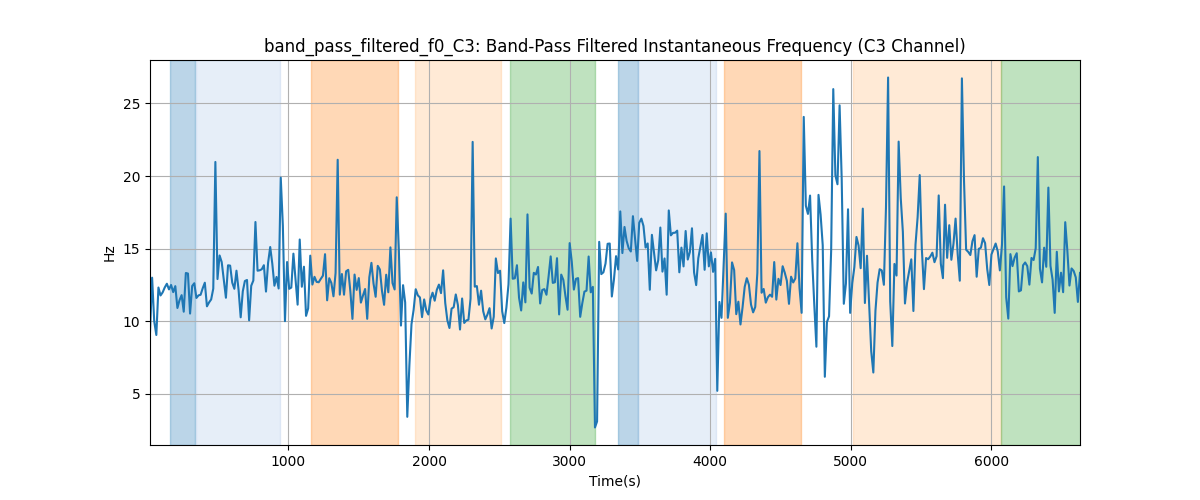 band_pass_filtered_f0_C3: Band-Pass Filtered Instantaneous Frequency (C3 Channel)
25
20
15
10
5
Hz
1000 2000 3000 4000 5000 6000
Time(s)